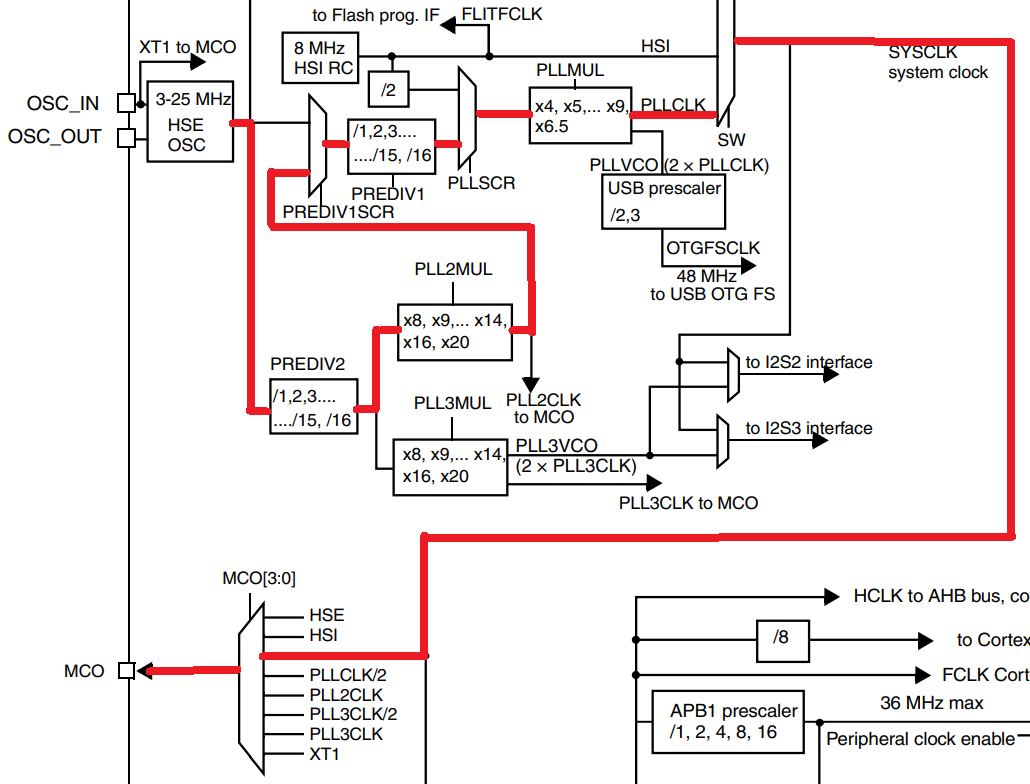 to Flash prog. IF
FLITFCLK
XT1 to MCO
8 MHz
HSI RC
HSI
SYSCLK
system clock
/2
PLLMUL
OSC_IN
3-25 MHz
x4, x5,... x9,
PLLCLK
x6.5
HSE
OSC
OSC_OUT
/1,2,3....
..../15, /16
SW
PLLSCR
PLLVCO (2 × PLLCLK)
PREDIV1
USB prescaler
/2,3
PREDIV1SCR
OTGFSCLK
48 MHz
to USB OTG FS
PLL2MUL
x8, x9,... x14,
x16, x20
PREDIV2
to I2S2 interface
/1,2,3....
..../15, /16
PLL2CLK
to MCO
PLL3MUL
to I2S3 interface
x8, x9,... x14,
x16, x20
PLL3VCO
(2 × PLL3CLK)
PLL3CLK to MCO
MCO[3:0]
HCLK to AHB bus, co
HSE
HSI
/8
to Cortex
MCO
PLLCLK/2
FCLK Cort
PLL2CLK
36 MHz max
PLL3CLK/2
APB1 prescaler
/1, 2, 4, 8, 16
PLL3CLK
Peripheral clock enable
XT1